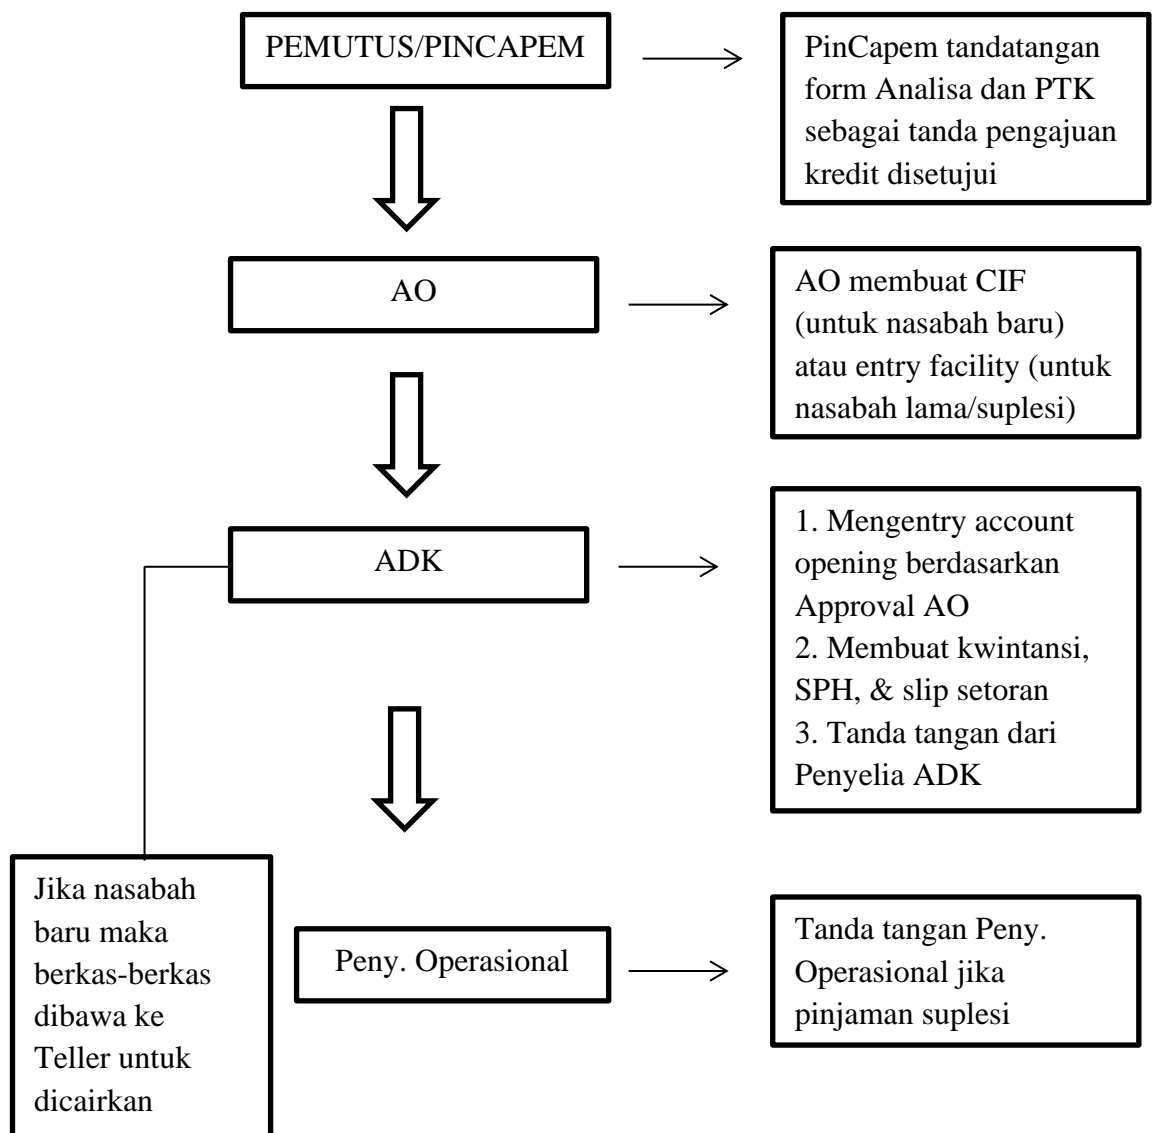 PEMUTUS/PINCAPEM
PinCapem tandatangan
form Analisa dan PTK
sebagai tanda pengajuan
kredit disetujui
AO
AO membuat CIF
(untuk nasabah baru)
atau entry facility (untuk
nasabah lama/suplesi)
ADK
1. Mengentry account
opening berdasarkan
Approval AO
2. Membuat kwintansi,
SPH, & slip setoran
3. Tanda tangan dari
Penyelia ADK
Jika nasabah
baru maka
berkas-berkas
dibawa ke
Teller untuk
dicairkan
Peny. Operasional
Tanda tangan Peny.
Operasional jika
pinjaman suplesi